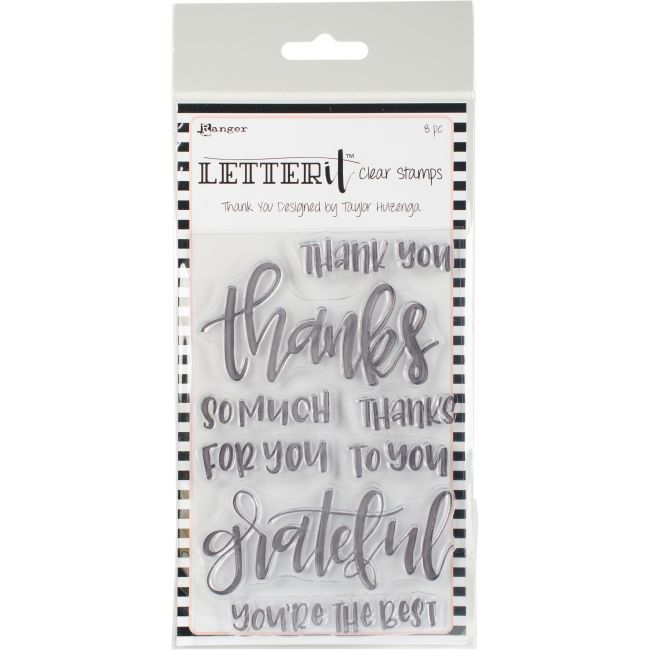 Ranger
8 pc
LETTERit™ Clear Stamps
Thank You Designed by Taylor Huizenga
THANK YOU
thanks
SO MUCH THANKS
FOR YOU TO YOU
grateful
YOU'RE THE BEST